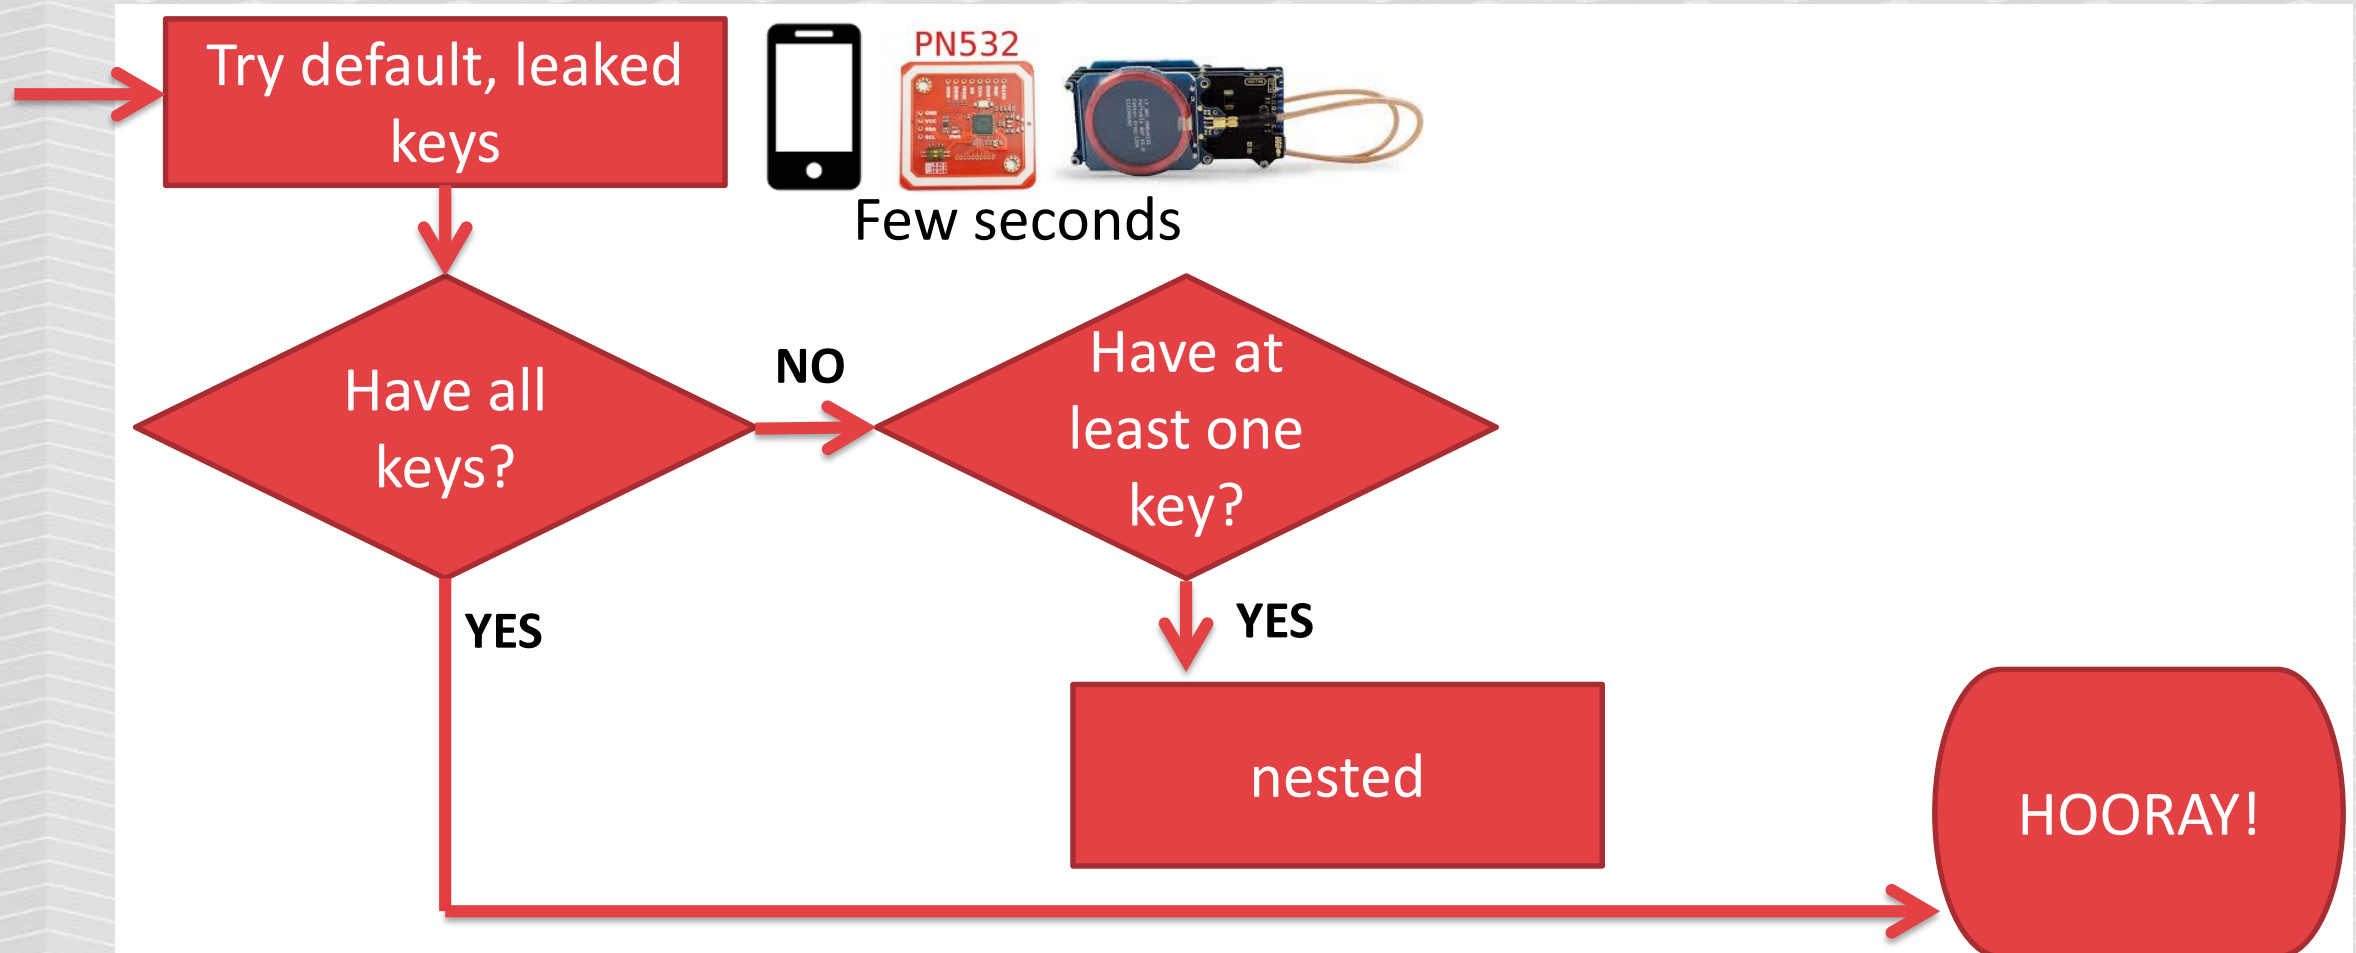 Try default, leaked
keys
PN532
Few seconds
Have all
keys?
NO
Have at
least one
key?
YES
YES
nested
HOORAY!